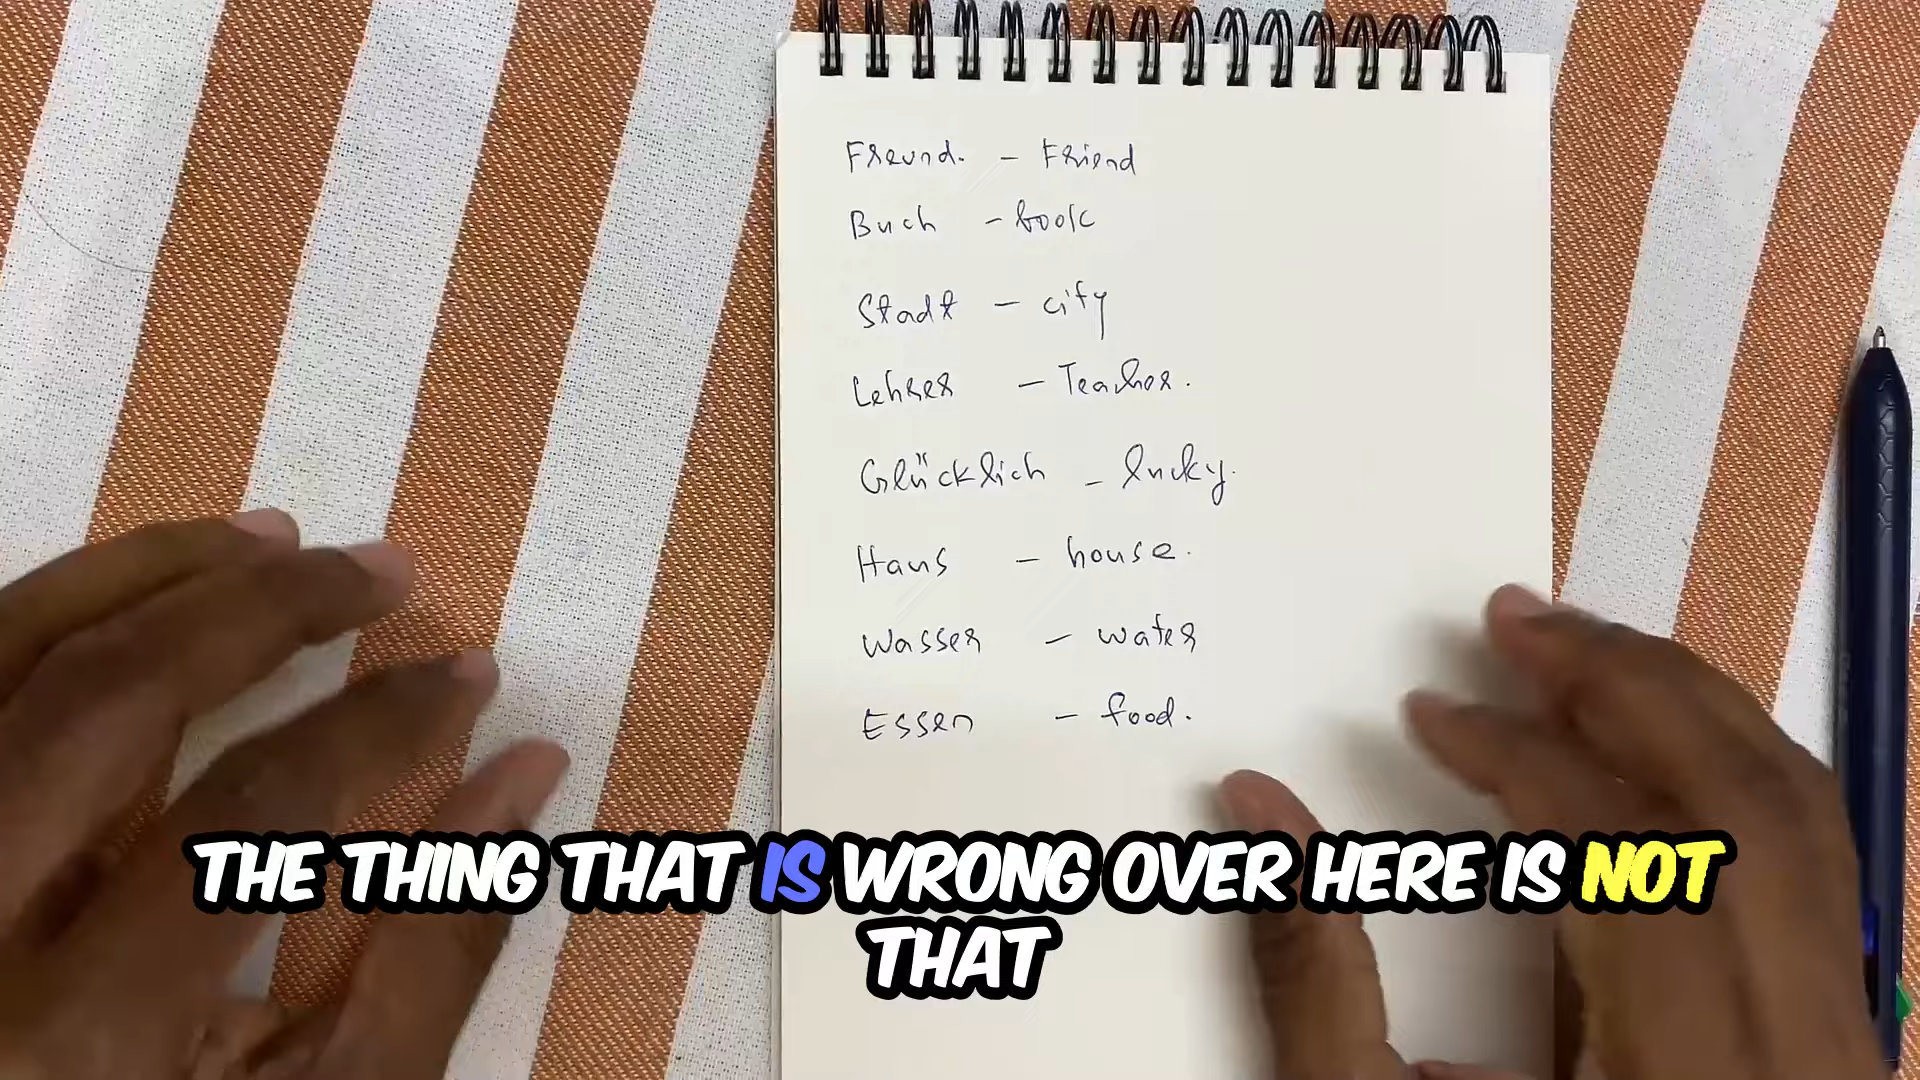 Freund. - Friend
Buch - book
Stadt - city
Lehrer - Teacher.
Glücklich - lucky.
Haus - house.
Wasser - water
Essen - food.
THE THING THAT IS WRONG OVER HERE IS NOT
THAT